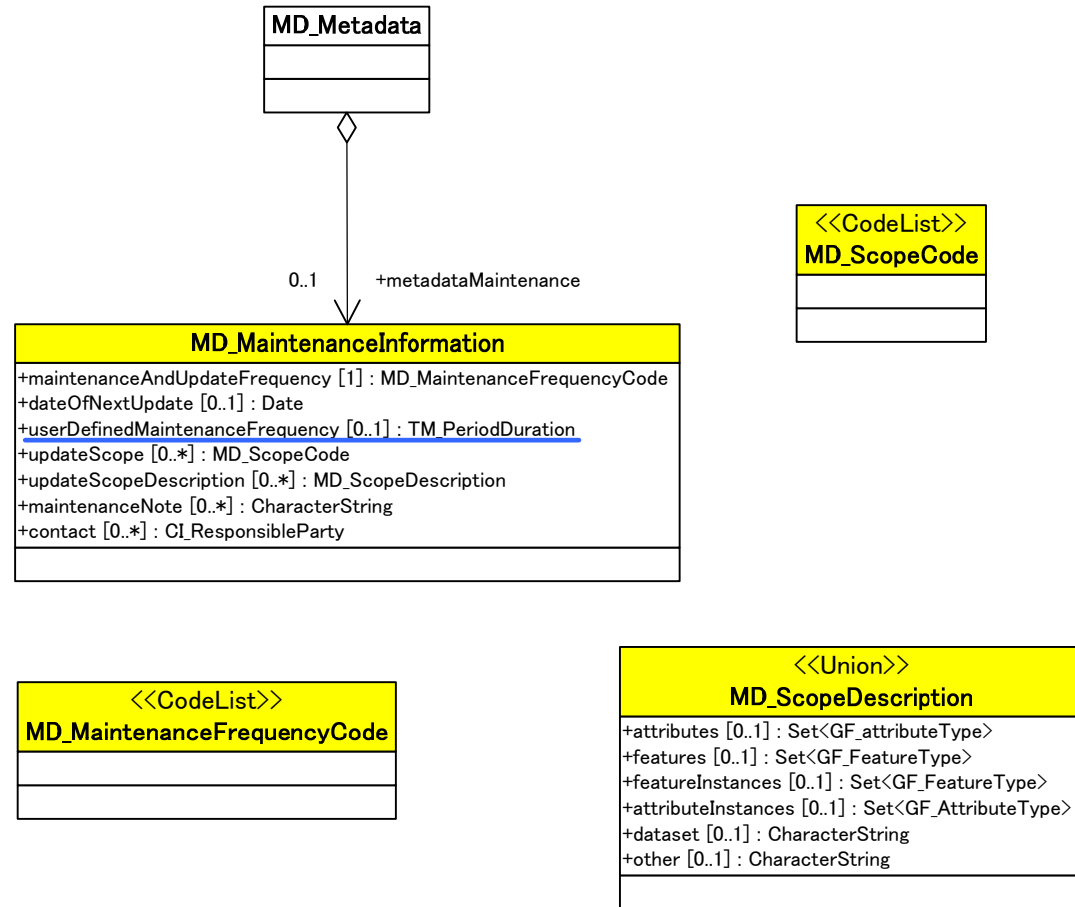 MD_Metadata
0..1
+metadataMaintenance
<<CodeList>>
MD_ScopeCode
MD_MaintenanceInformation
+maintenanceAndUpdateFrequency [1] : MD_MaintenanceFrequencyCode
+dateOfNextUpdate [0..1] : Date
+userDefinedMaintenanceFrequency [0..1] : TM_PeriodDuration
+updateScope [0..*] : MD_ScopeCode
+updateScopeDescription [0..*] : MD_ScopeDescription
+maintenanceNote [0..*] : CharacterString
+contact [0..*] : CI_ResponsibleParty
<<CodeList>>
MD_MaintenanceFrequencyCode
<<Union>>
MD_ScopeDescription
+attributes [0..1] : Set<GF_attributeType>
+features [0..1] : Set<GF_FeatureType>
+featureInstances [0..1] : Set<GF_FeatureType>
+attributeInstances [0..1] : Set<GF_AttributeType>
+dataset [0..1] : CharacterString
+other [0..1] : CharacterString